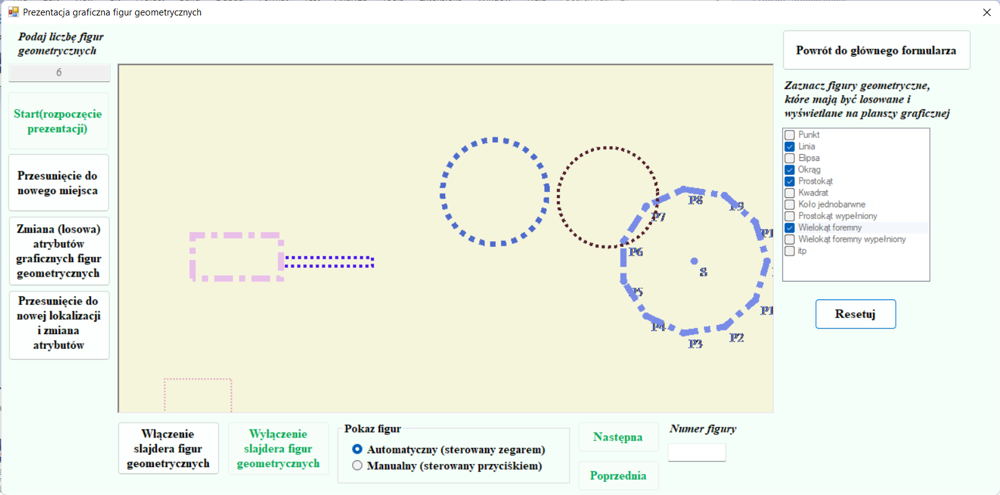 Prezentacja graficzna figur geometrycznych
Podaj liczbę figur
geometrycznych
6
Start(rozpoczęcie
prezentacji)
Przesunięcie do
nowego miejsca
Zmiana (losowa)
atrybutów
graficznych figur
geometrycznych
Przesunięcie do
nowej lokalizacji
i zmiana
atrybutów
P8
P9
P7
P1
P6
S
P5
P1
P4
P2
P3
Powrót do głównego formularza
Zaznacz figury geometryczne,
które mają być losowane i
wyświetlane na planszy graficznej
Punkt
Linia
Elipsa
Okrąg
Prostokąt
Kwadrat
Koło jednobarwne
Prostokąt wypełniony
Wielokąt foremny
Wielokąt foremny wypełniony
itp
Resetuj
Włączenie
slajdera figur
geometrycznych
Wyłączenie
slajdera figur
geometrycznych
Pokaz figur
Automatyczny (sterowany zegarem)
Manualny (sterowany przyciśkiem)
Następna
Poprzednia
Numer figury